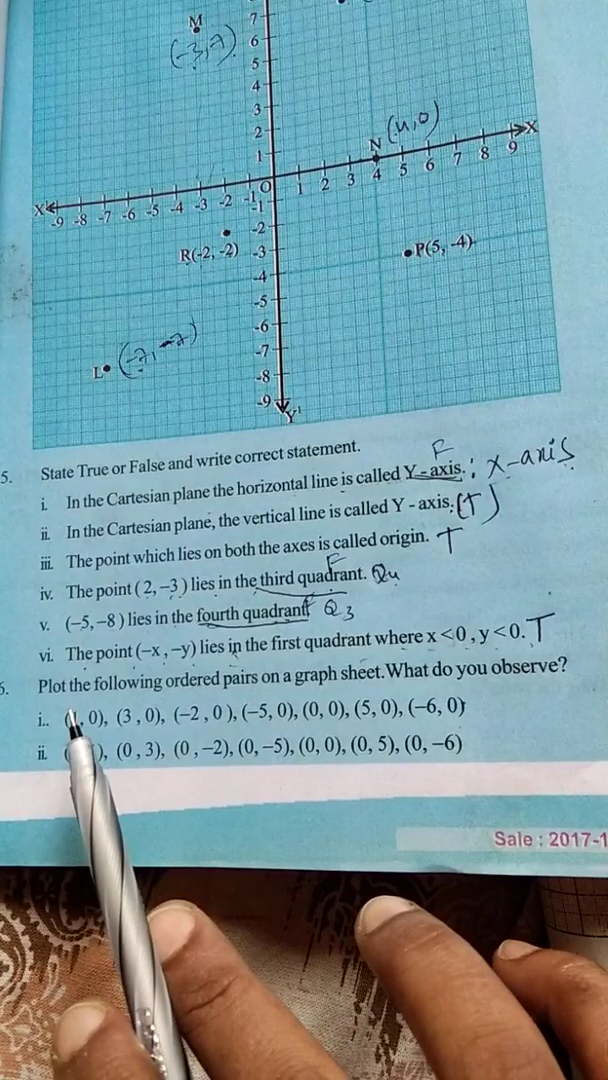 7
M
(-3,7)
6
5
4
3
2
1
N (4,0)
X
1 2 3 4 5 6 7 8 9
O
X
-9 -8 -7 -6 -5 -4 -3 -2 -1
-1
-2
R(-2, -2)
-3
P(5, -4)
-4
-5
-6
L (-7,-7)
-7
-8
-9
Y'
5. State True or False and write correct statement.
i. In the Cartesian plane the horizontal line is called Y-axis. F : X-axis
ii. In the Cartesian plane, the vertical line is called Y - axis. (T)
iii. The point which lies on both the axes is called origin. T
iv. The point (2, −3) lies in the third quadrant. F Q4
v. (−5, −8) lies in the fourth quadrant F Q3
vi. The point (−x, −y) lies in the first quadrant where x<0, y<0. T
6. Plot the following ordered pairs on a graph sheet. What do you observe?
i.. , 0), (3, 0), (−2, 0), (−5, 0), (0, 0), (5, 0), (−6, 0)
ii. ), (0, 3), (0, −2), (0, −5), (0, 0), (0, 5), (0, −6)
Sale : 2017-1